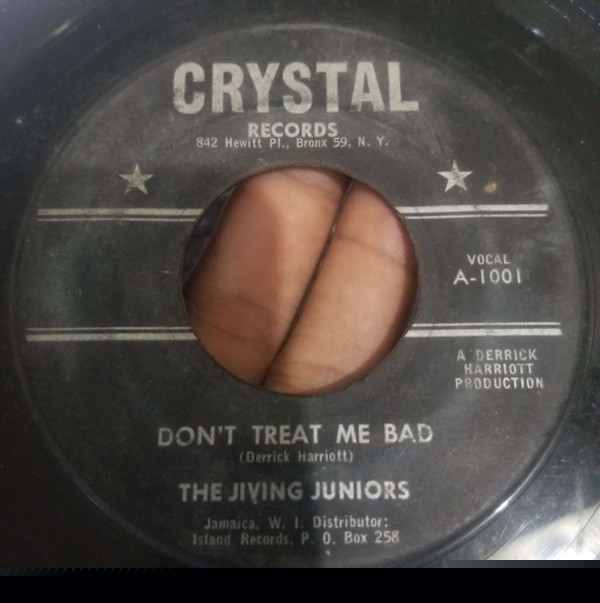 CRYSTAL
RECORDS
842 Hewitt Pl., Bronx 59, N. Y.
VOCAL
A-1001
A DERRICK
HARRIOTT
PRODUCTION
DON'T TREAT ME BAD
(Derrick Harriott)
THE JIVING JUNIORS
Jamaica, W. I. Distributor:
Island Records, P. O. Box 258